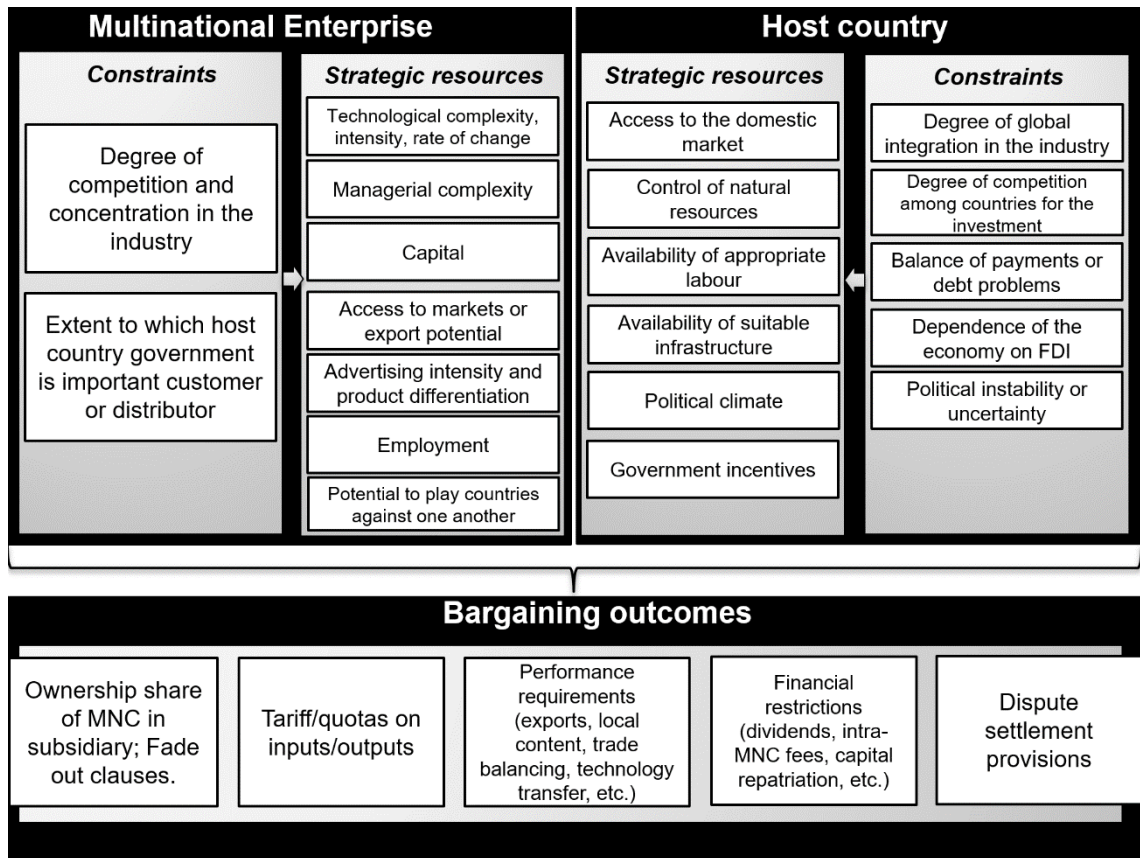 Multinational Enterprise
Constraints
Degree of
competition and
concentration in the
industry
Extent to which host
country government
is important customer
or distributor
Strategic resources
Technological complexity,
intensity, rate of change
Managerial complexity
Capital
Access to markets or
export potential
Advertising intensity and
product differentiation
Employment
Potential to play countries
against one another
Host country
Strategic resources
Access to the domestic
market
Control of natural
resources
Availability of appropriate
labour
Availability of suitable
infrastructure
Political climate
Government incentives
Constraints
Degree of global
integration in the industry
Degree of competition
among countries for the
investment
Balance of payments or
debt problems
Dependence of the
economy on FDI
Political instability or
uncertainty
Bargaining outcomes
Ownership share
of MNC in
subsidiary; Fade
out clauses.
Tariff/quotas on
inputs/outputs
Performance
requirements
(exports, local
content, trade
balancing, technology
transfer, etc.)
Financial
restrictions
(dividends, intra-
MNC fees, capital
repatriation, etc.)
Dispute
settlement
provisions